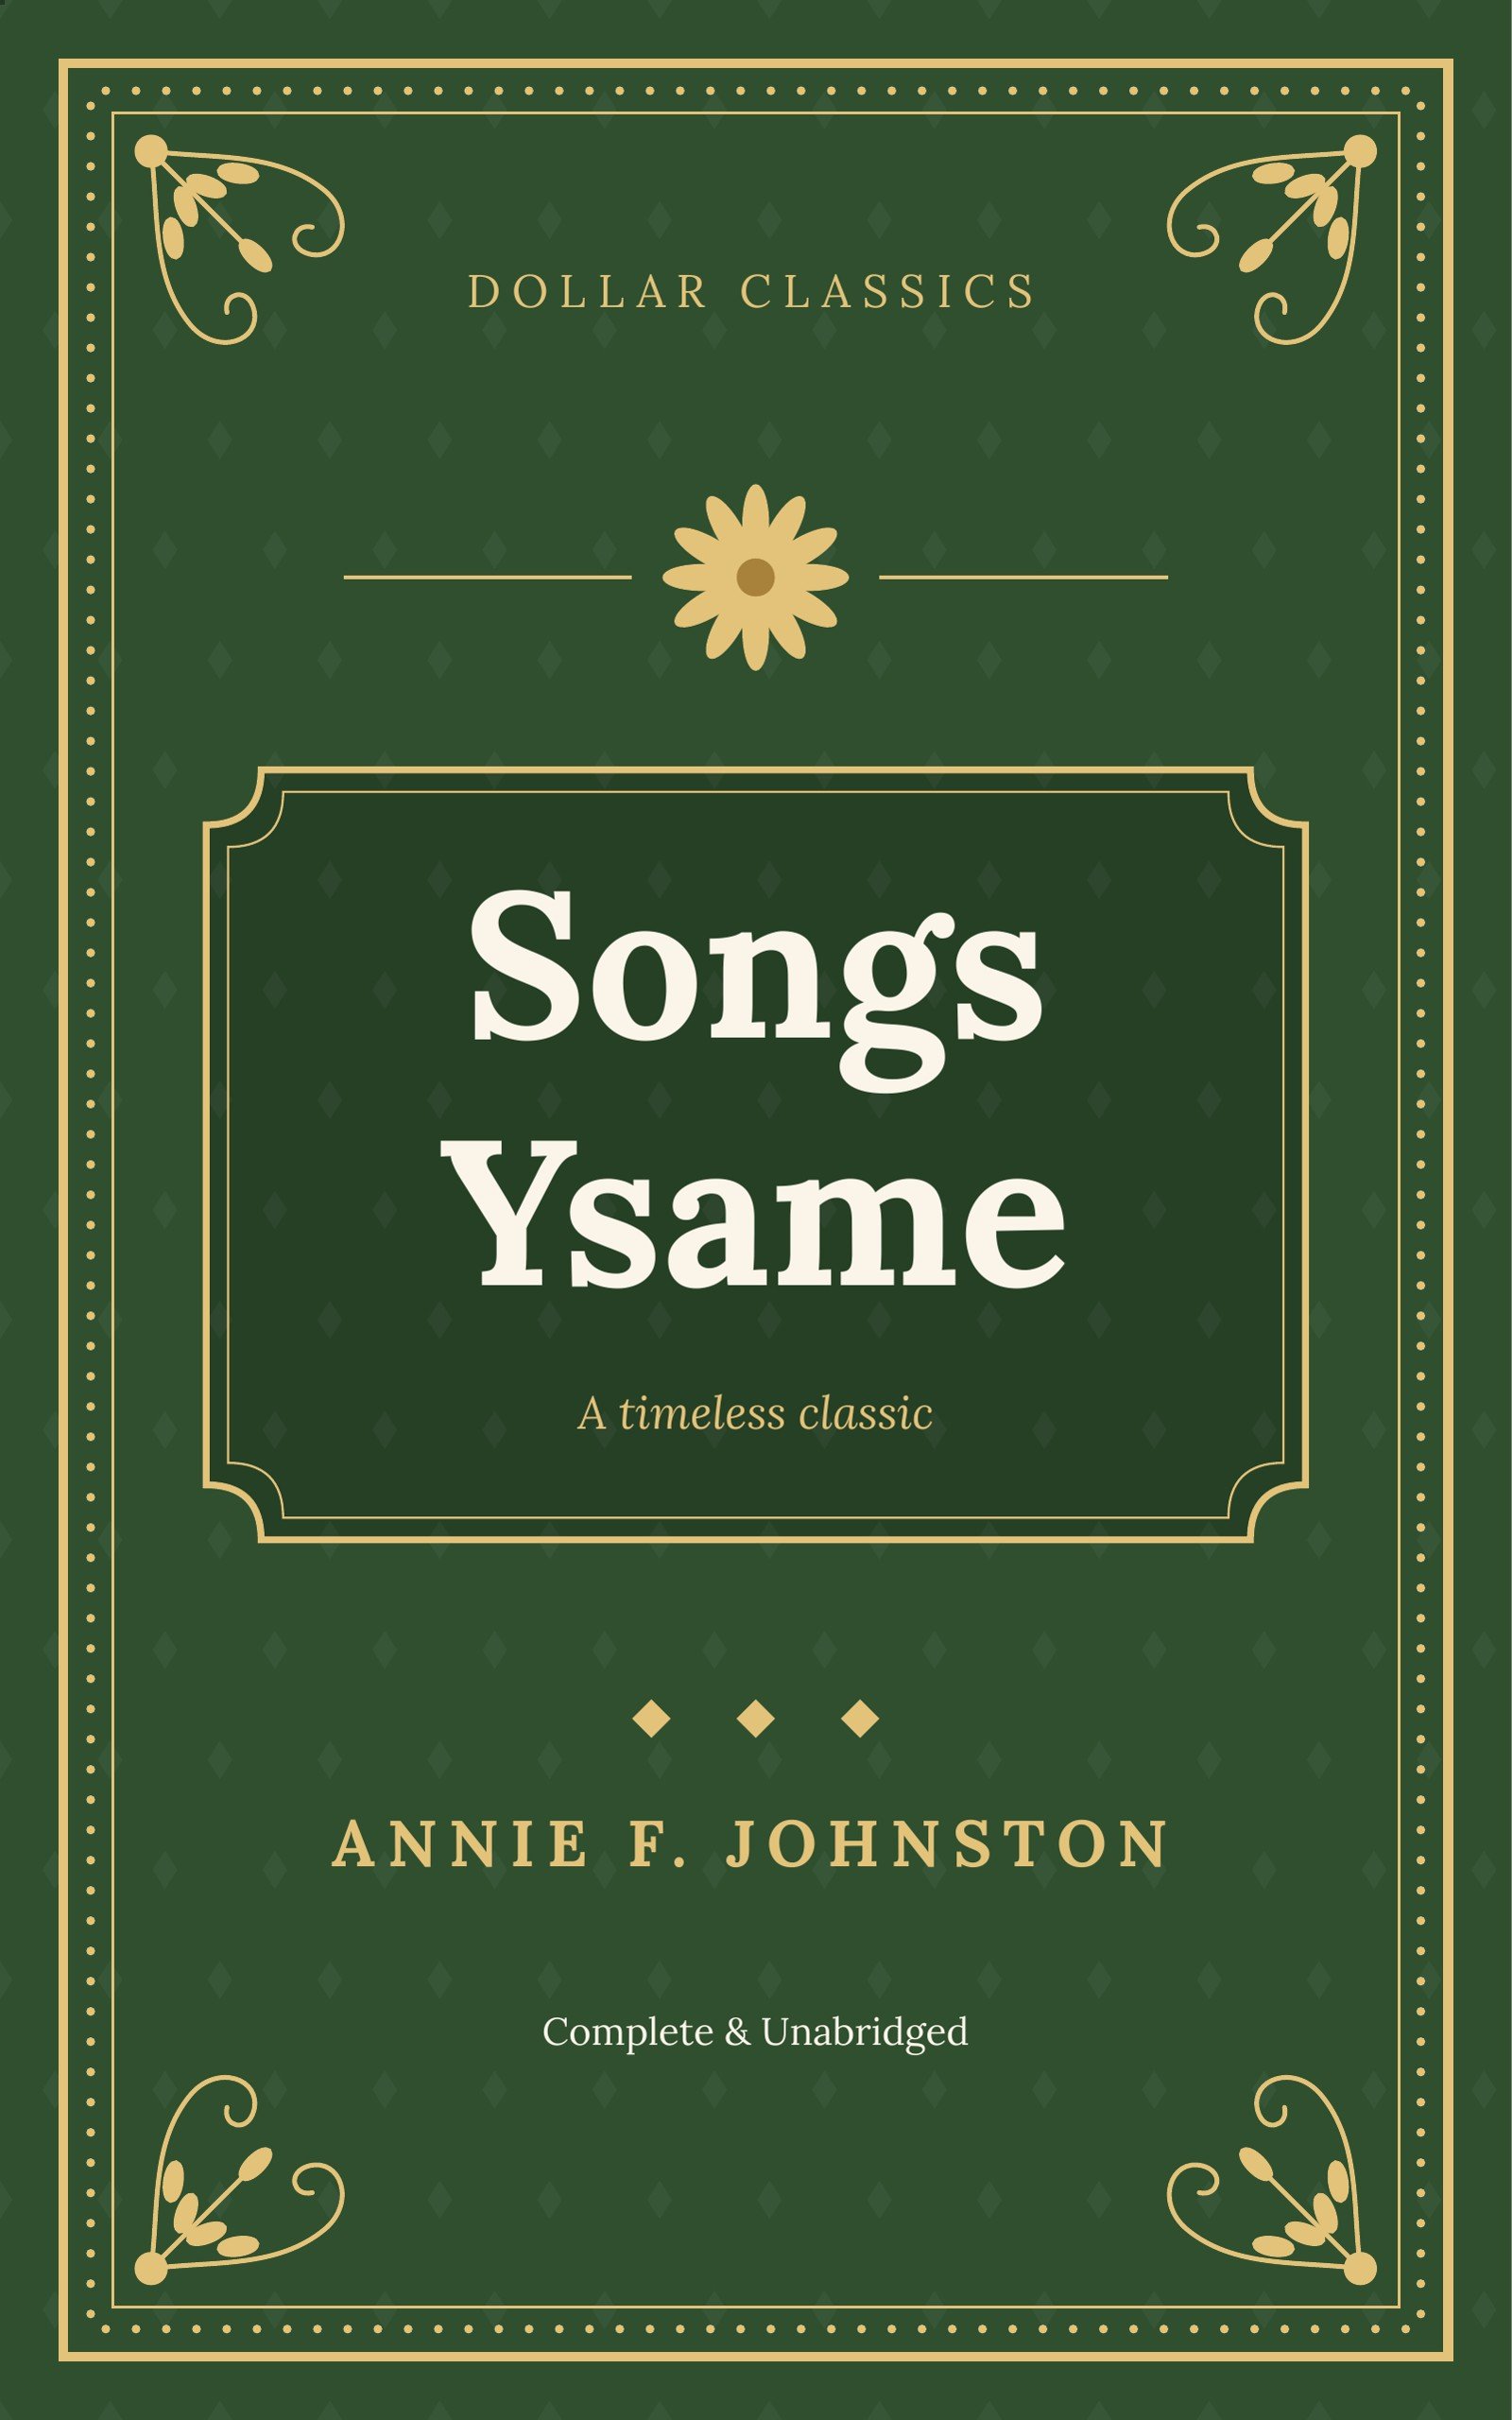 DOLLAR CLASSICS
Songs
Ysame
A timeless classic
ANNIE F. JOHNSTON
Complete & Unabridged